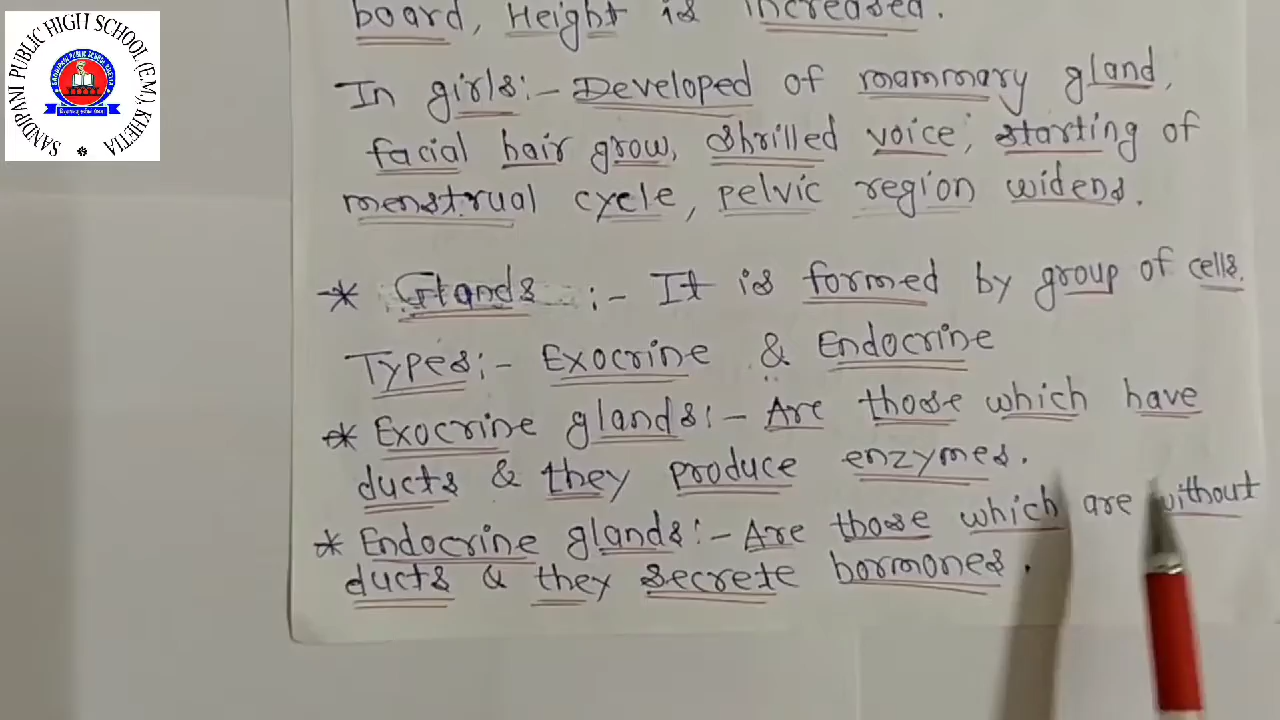 SANDIPANI PUBLIC HIGH SCHOOL (E.M.), KHETIA
board, Height is increased.
In girls:- Developed of mammary gland,
facial hair grow, Shrilled voice, starting of
menstrual cycle, pelvic region widens.
* Glands :- It is formed by group of cells.
Types:- Exocrine & Endocrine
* Exocrine glands:- Are those which have
ducts & they produce enzymes.
* Endocrine glands:- Are those which are without
ducts & they secrete hormones.